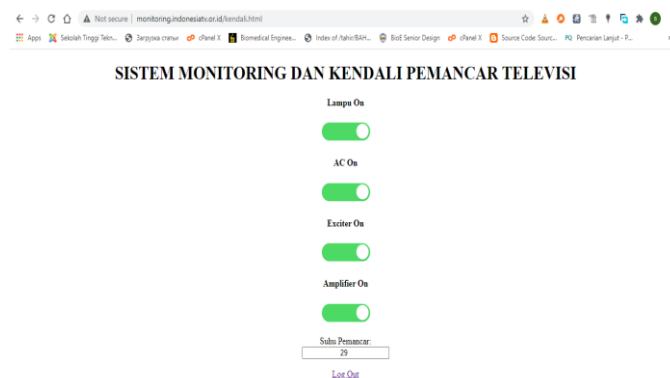 Not secure | monitoring.indonesiatv.or.id/kendali.html
Apps Sekolah Tinggi Tekn... Загрузка статьи cPanel X Biomedical Enginee... Index of /tahir/BAH... BioE Senior Design cPanel X Source Code: Sourc... Pencarian Lanjut - P...
SISTEM MONITORING DAN KENDALI PEMANCAR TELEVISI
Lampu On
AC On
Exciter On
Amplifier On
Suhu Pemancar:
29
Log Out